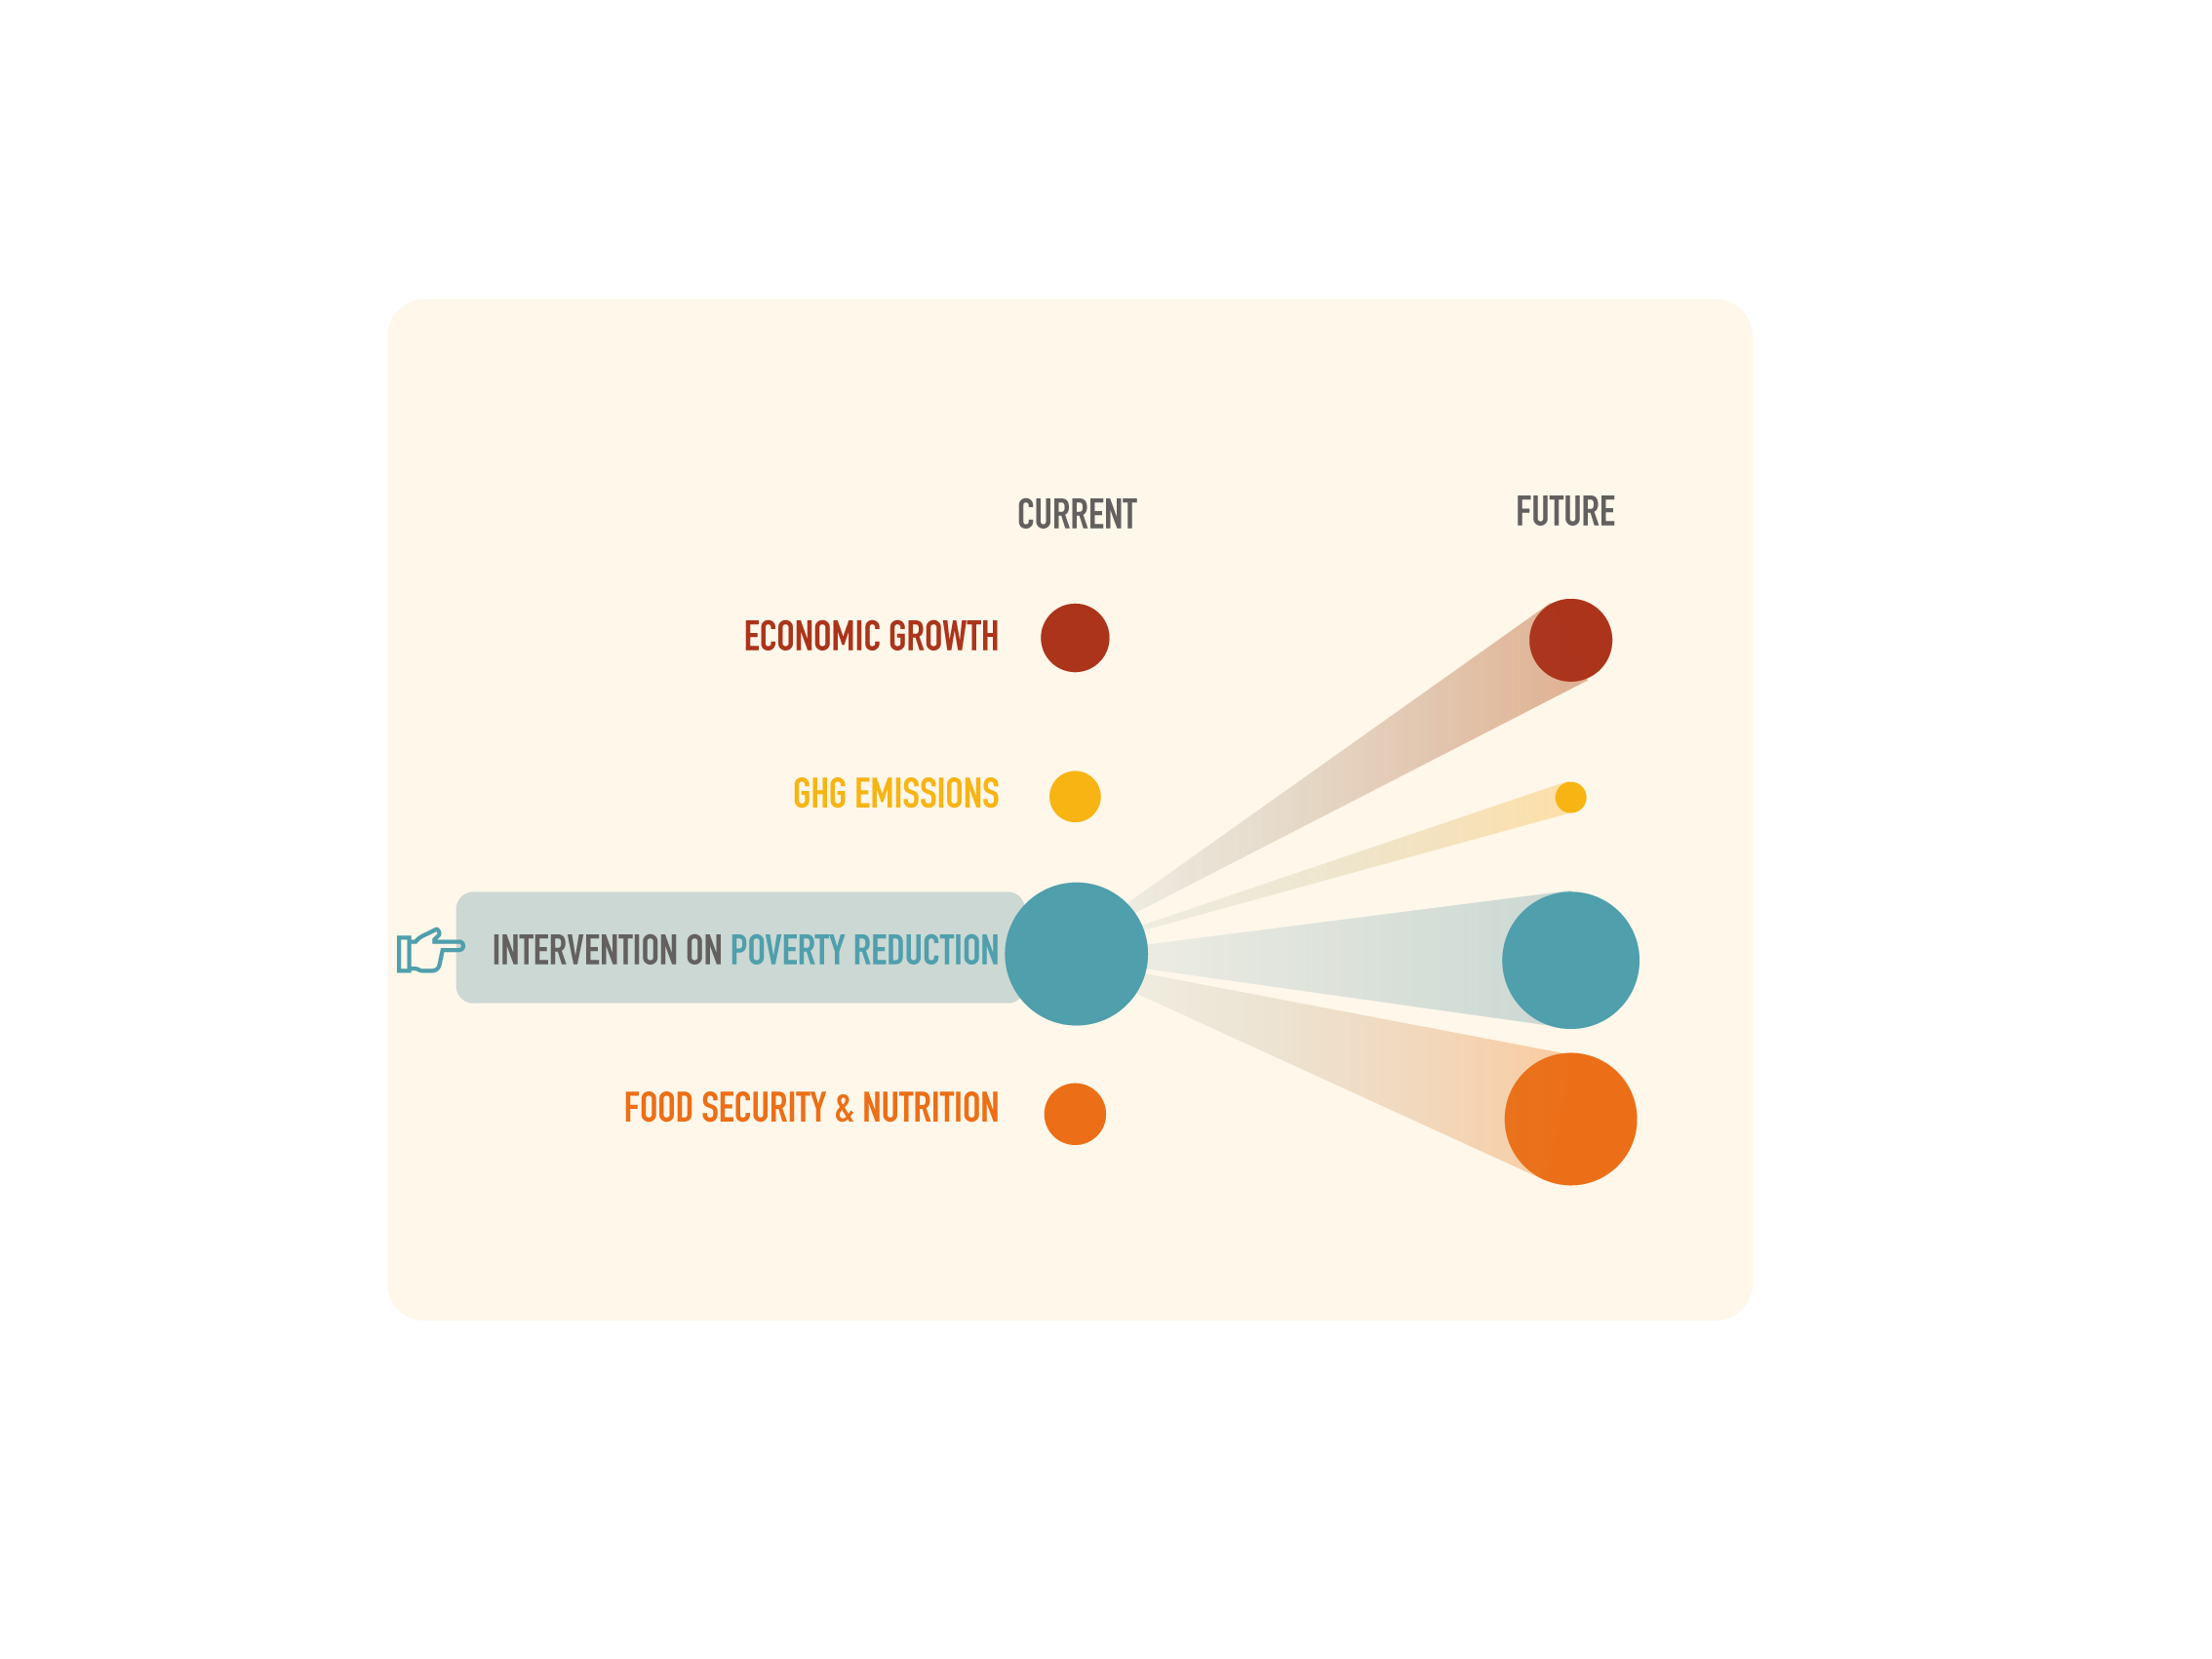 CURRENT
FUTURE
ECONOMIC GROWTH
GHG EMISSIONS
INTERVENTION ON POVERTY REDUCTION
FOOD SECURITY & NUTRITION